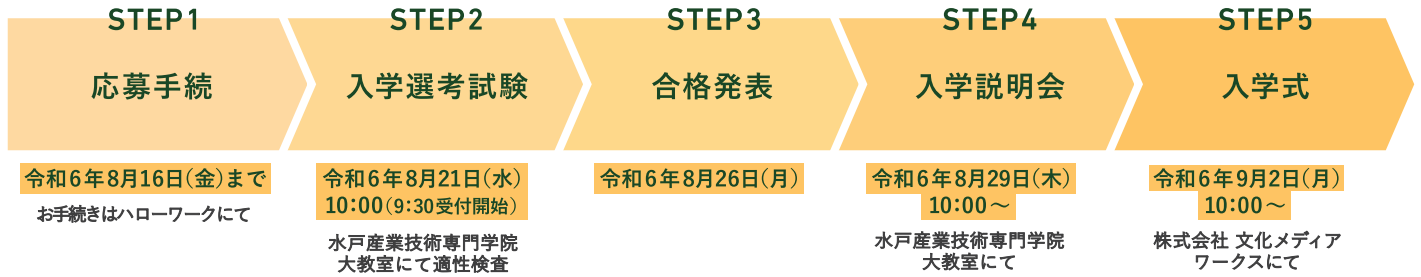 STEP1
応募手続
令和6年8月16日(金)まで
お手続きはハローワークにて
STEP2
入学選考試験
令和6年8月21日(水)
10:00(9:30受付開始)
水戸産業技術専門学院
大教室にて適性検査
STEP3
合格発表
令和6年8月26日(月)
STEP4
入学説明会
令和6年8月29日(木)
10:00〜
水戸産業技術専門学院
大教室にて
STEP5
入学式
令和6年9月2日(月)
10:00〜
株式会社 文化メディア
ワークスにて